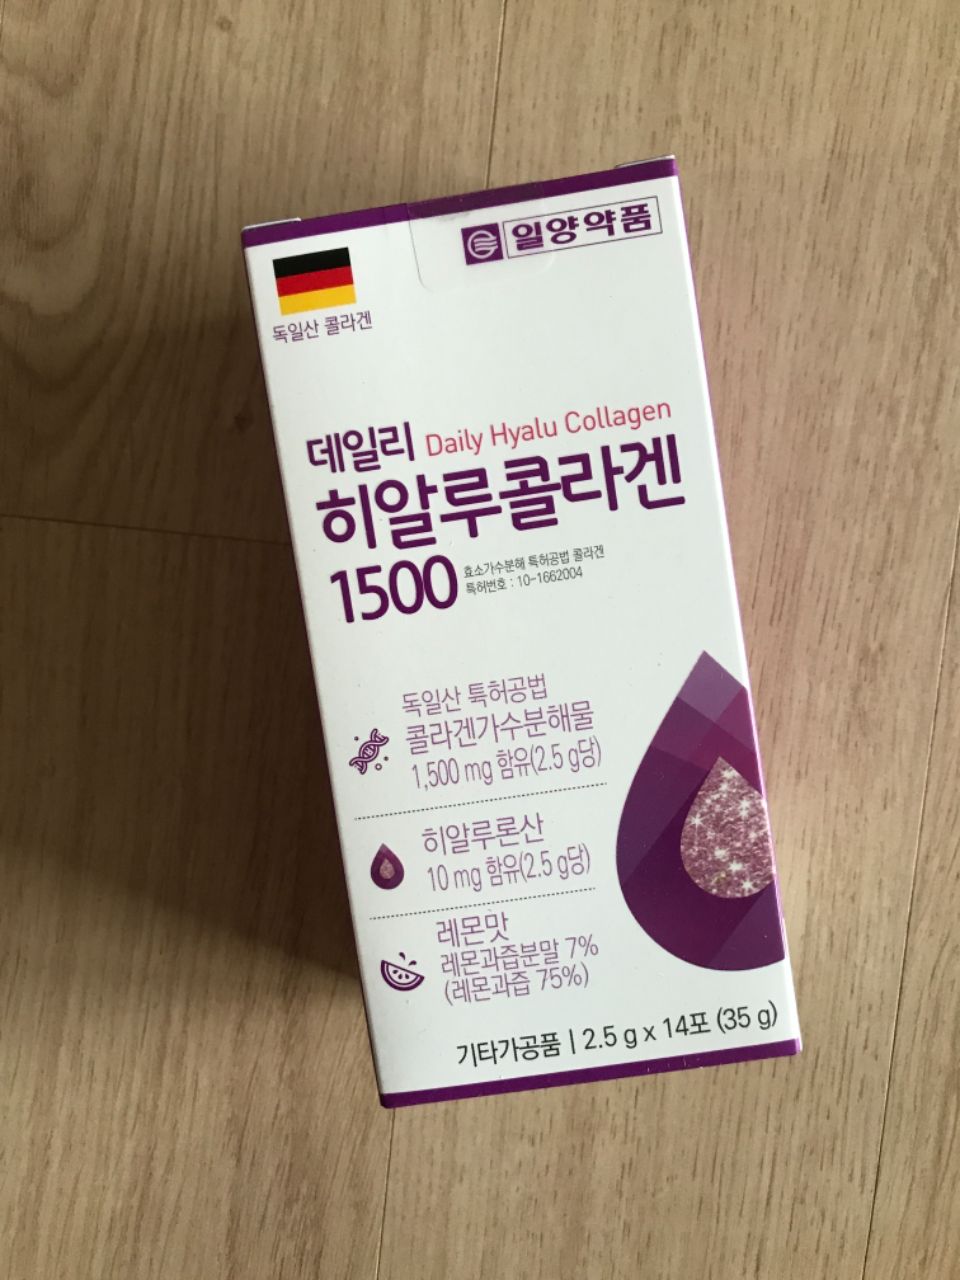 일양약품
독일산 콜라겐
데일리 Daily Hyalu Collagen
히알루콜라겐
1500
효소가수분해 특허공법 콜라겐
특허번호 : 10-1662004
독일산 특허공법
콜라겐가수분해물
1,500 mg 함유(2.5 g당)
히알루론산
10 mg 함유(2.5 g당)
레몬맛
레몬과즙분말 7%
(레몬과즙 75%)
기타가공품 | 2.5 g x 14포 (35 g)